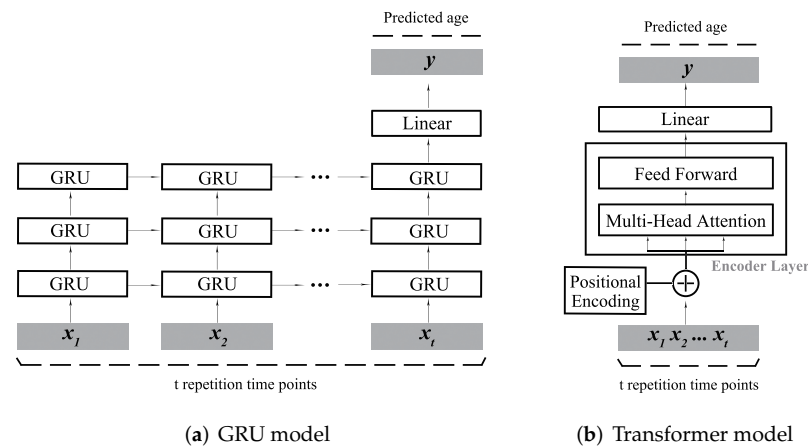 Predicted age
y
Linear
GRU GRU ... GRU
GRU GRU ... GRU
GRU GRU ... GRU
x1 x2 xt
t repetition time points
(a) GRU model
Predicted age
y
Linear
Feed Forward
Multi-Head Attention
Encoder Layer
Positional
Encoding
x1 x2 ... xt
t repetition time points
(b) Transformer model